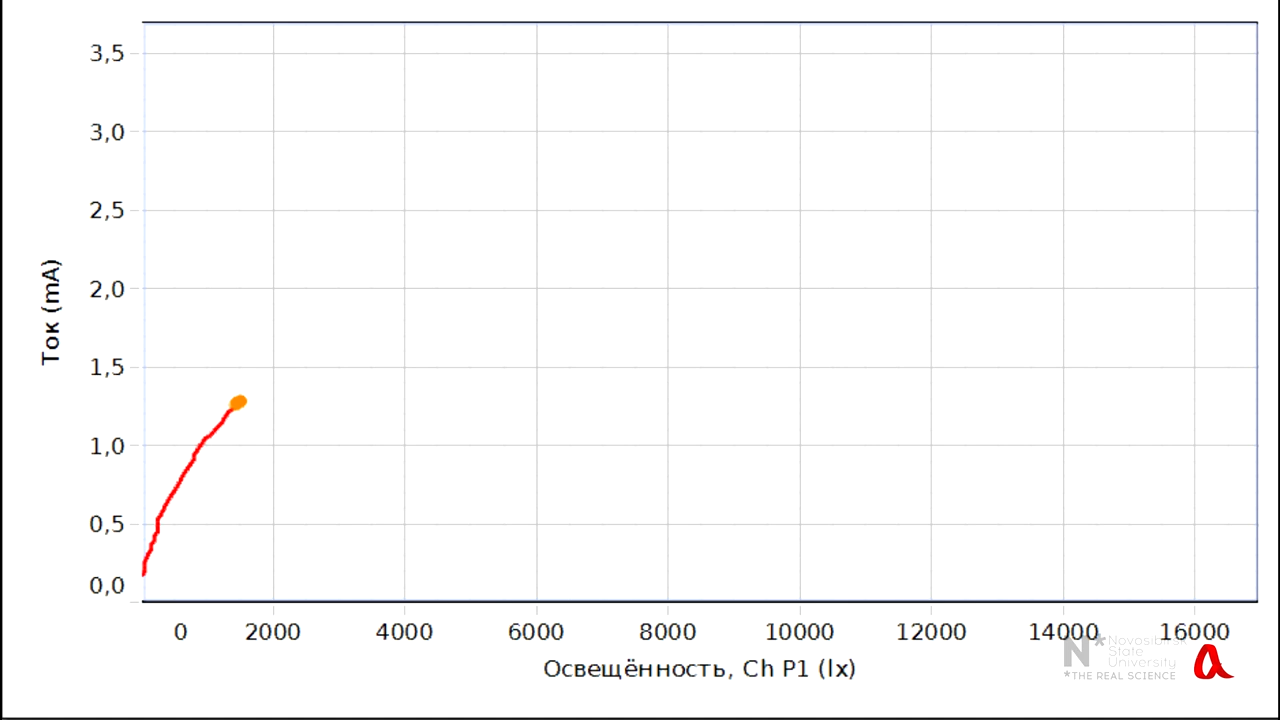 3,5
3,0
2,5
2,0
1,5
1,0
0,5
0,0
Ток (mA)
0 2000 4000 6000 8000 10000 12000 14000 16000
Освещённость, Ch P1 (lx)
N*
Novosibirsk
State
University
*THE REAL SCIENCE